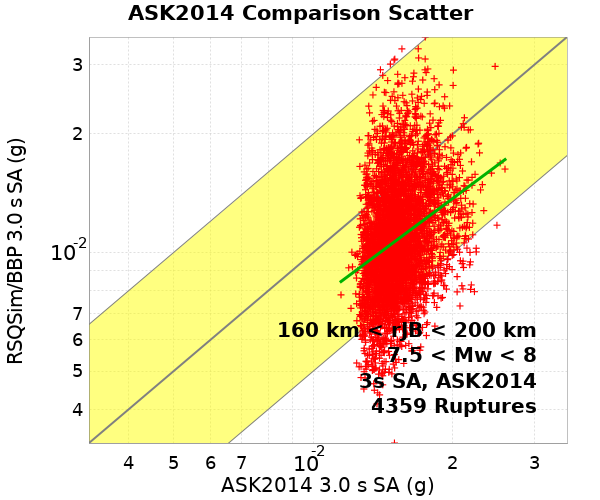 ASK2014 Comparison Scatter
RSQSim/BBP 3.0 s SA (g)
3
2
10-2
7
6
5
4
160 km < rJB < 200 km
7.5 < Mw < 8
3s SA, ASK2014
4359 Ruptures
4 5 6 7 10-2 2 3
ASK2014 3.0 s SA (g)